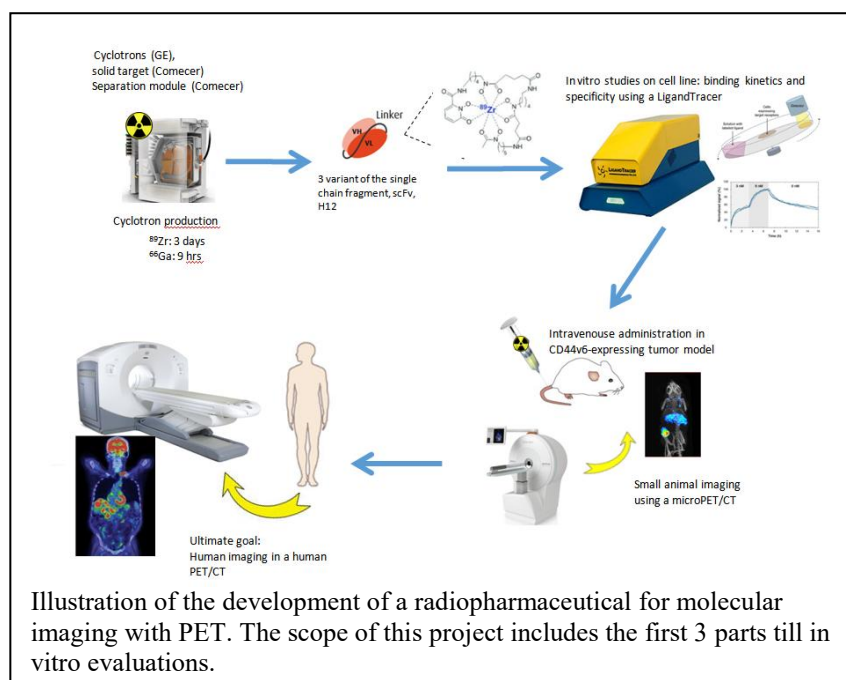 Cyclotrons (GE),
solid target (Comecer)
Separation module (Comecer)
Linker
VH
VL
⁸⁹Zr
In vitro studies on cell line: binding kinetics and
specificity using a LigandTracer
3 variant of the single
chain fragment, scFv,
H12
LIGANDTRACER
Cyclotron production
⁸⁹Zr: 3 days
⁶⁶Ga: 9 hrs
Time (h)
Intravenouse administration in
CD44v6-expressing tumor model
Small animal imaging
using a microPET/CT
Ultimate goal:
Human imaging in a human
PET/CT
Illustration of the development of a radiopharmaceutical for molecular
imaging with PET. The scope of this project includes the first 3 parts till in
vitro evaluations.